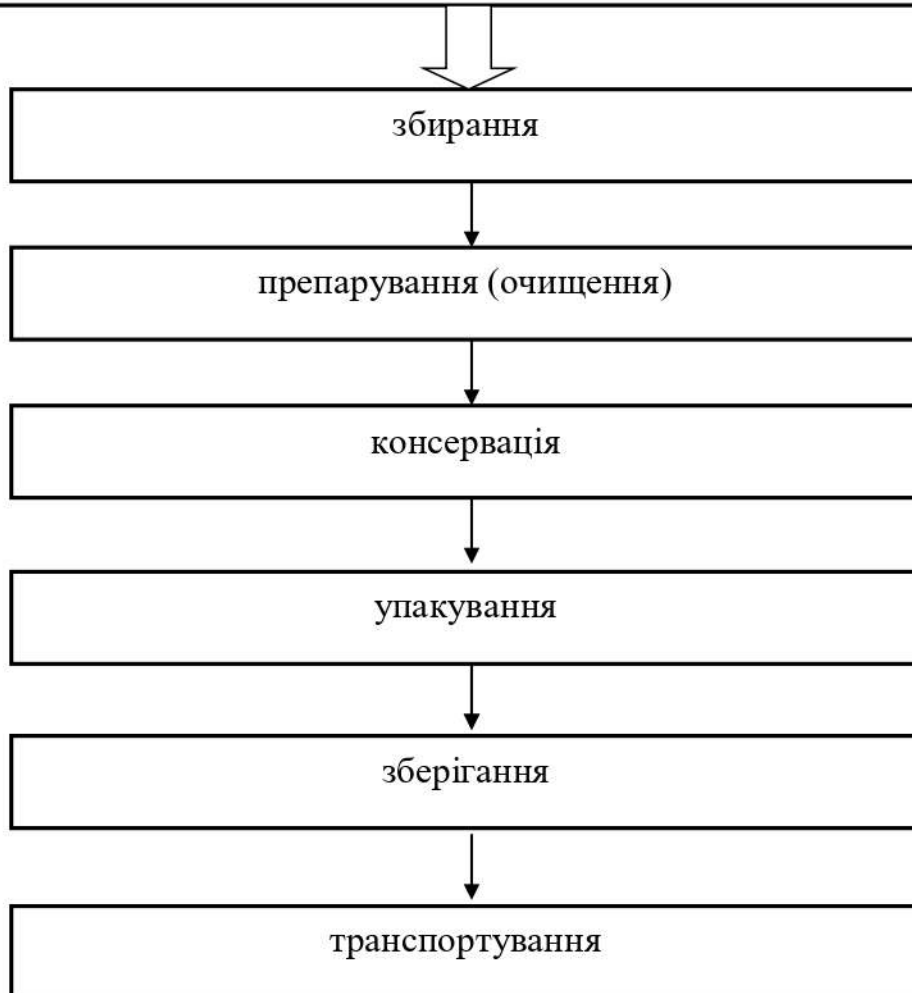 збирання
препарування (очищення)
консервація
упакування
зберігання
транспортування